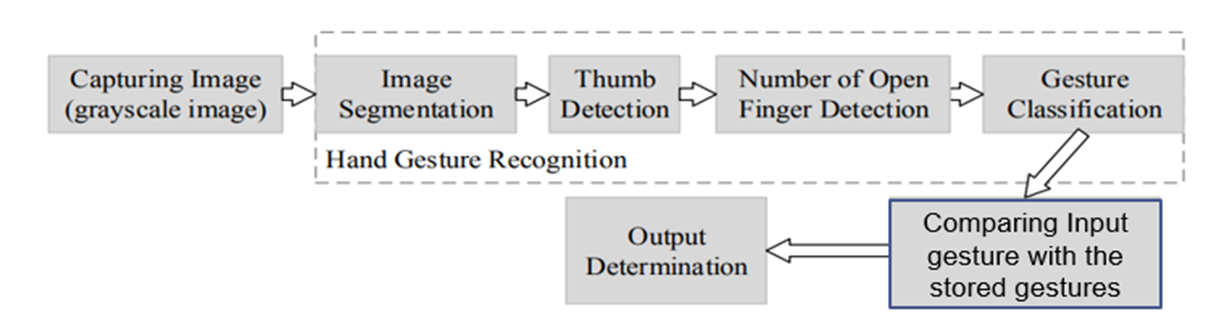 Capturing Image
(grayscale image)
Image
Segmentation
Thumb
Detection
Number of Open
Finger Detection
Gesture
Classification
Hand Gesture Recognition
Comparing Input
gesture with the
stored gestures
Output
Determination